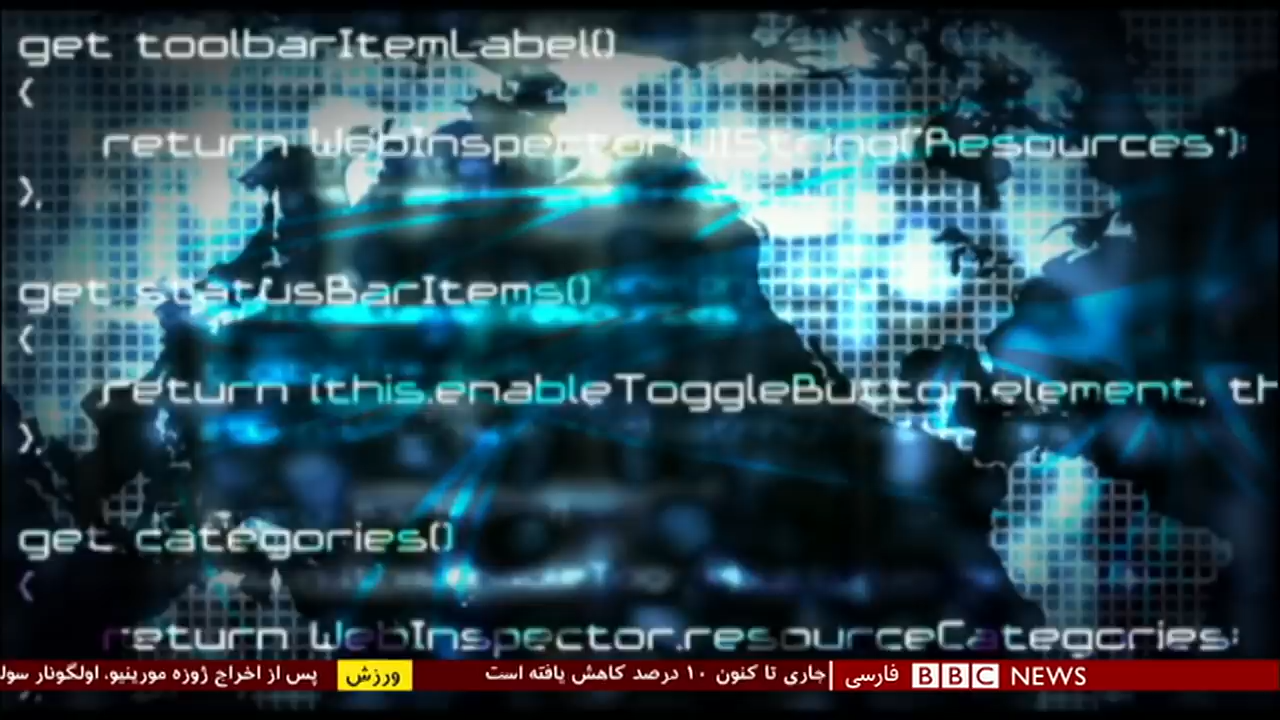 get toolbarItemLabel()
{
return WebInspector.UIString("Resources");
},
get statusBarItems()
{
return [this.enableToggleButton.element, th
},
get categories()
{
return WebInspector.resourceCategories;
BBC NEWS فارسی
جاری تا کنون ۱۰ درصد کاهش یافته است
ورزش
پس از اخراج ژوزه مورینیو، اولگونار سول